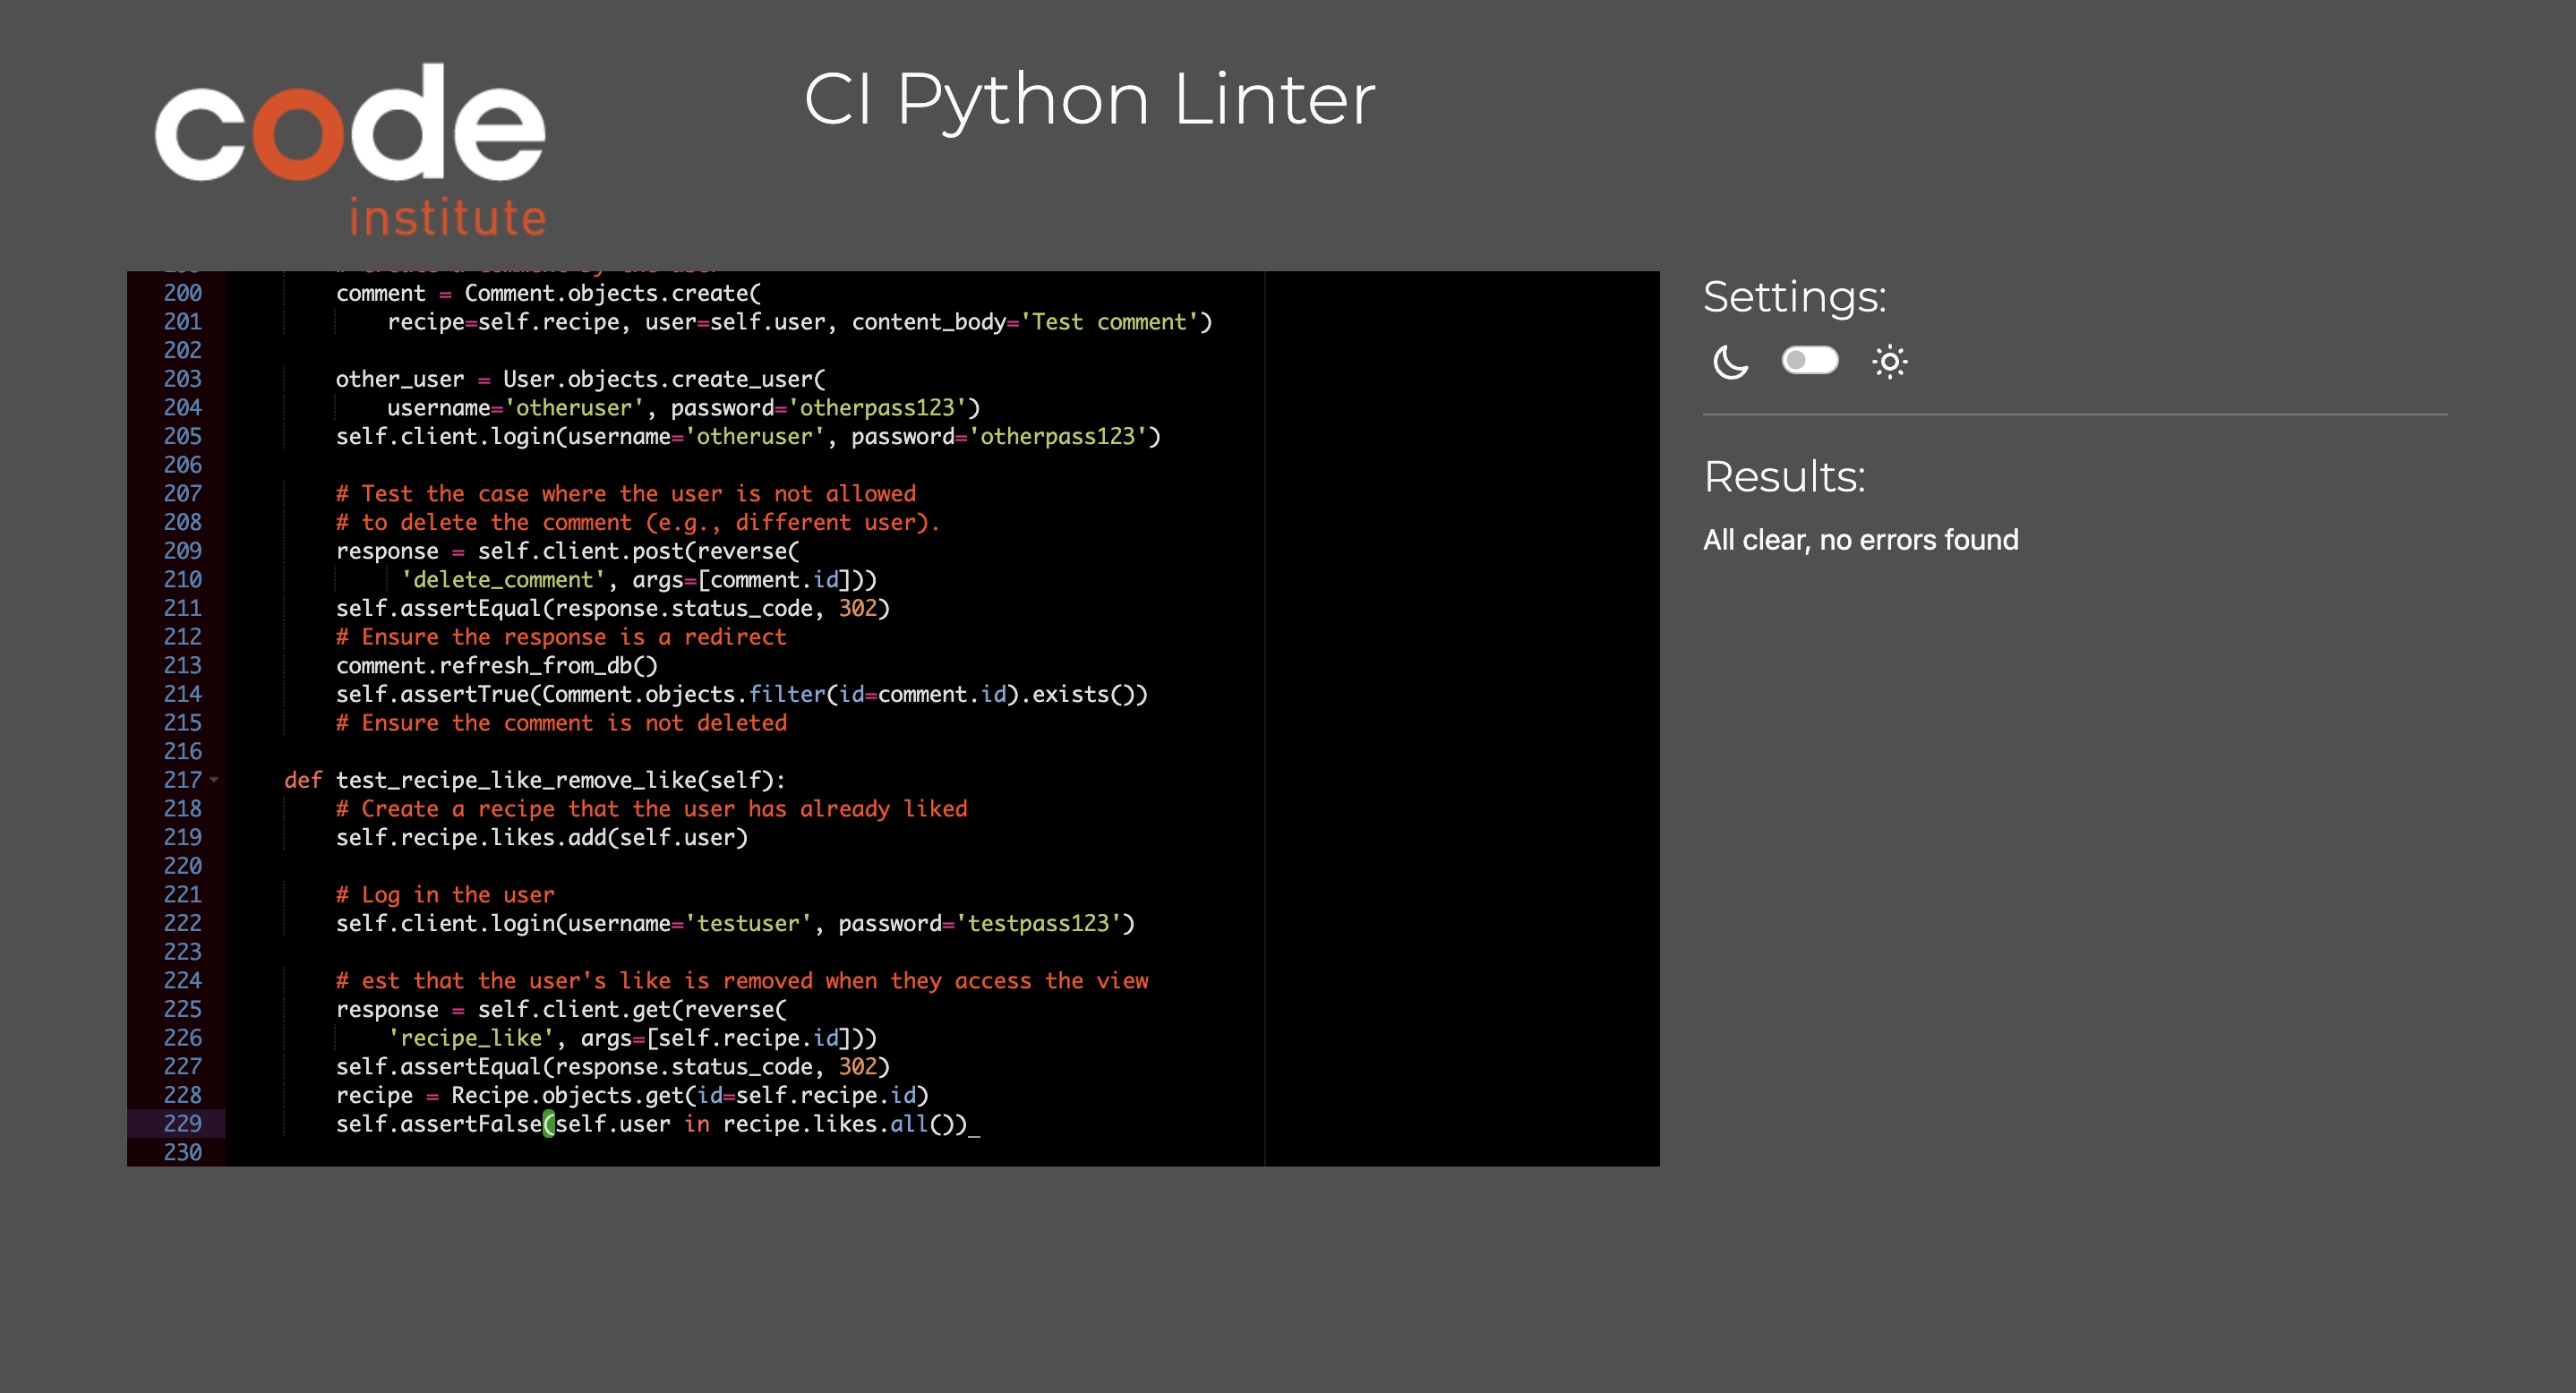 code
institute
CI Python Linter
200 comment = Comment.objects.create(
201 recipe=self.recipe, user=self.user, content_body='Test comment')
202
203 other_user = User.objects.create_user(
204 username='otheruser', password='otherpass123')
205 self.client.login(username='otheruser', password='otherpass123')
206
207 # Test the case where the user is not allowed
208 # to delete the comment (e.g., different user).
209 response = self.client.post(reverse(
210 'delete_comment', args=[comment.id]))
211 self.assertEqual(response.status_code, 302)
212 # Ensure the response is a redirect
213 comment.refresh_from_db()
214 self.assertTrue(Comment.objects.filter(id=comment.id).exists())
215 # Ensure the comment is not deleted
216
217 def test_recipe_like_remove_like(self):
218 # Create a recipe that the user has already liked
219 self.recipe.likes.add(self.user)
220
221 # Log in the user
222 self.client.login(username='testuser', password='testpass123')
223
224 # est that the user's like is removed when they access the view
225 response = self.client.get(reverse(
226 'recipe_like', args=[self.recipe.id]))
227 self.assertEqual(response.status_code, 302)
228 recipe = Recipe.objects.get(id=self.recipe.id)
229 self.assertFalse(self.user in recipe.likes.all())
230
Settings:
Results:
All clear, no errors found